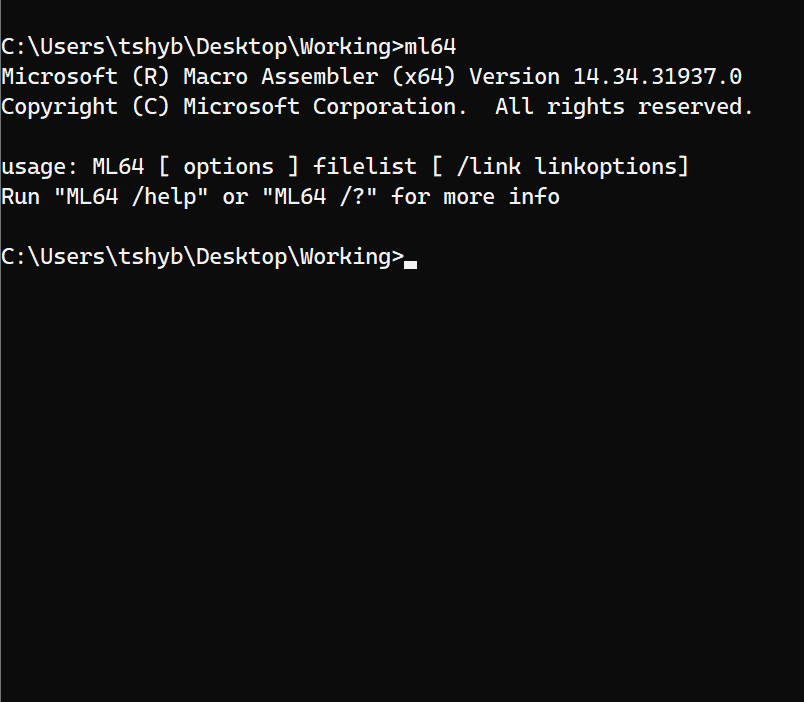 C:\Users\tshyb\Desktop\Working>ml64
Microsoft (R) Macro Assembler (x64) Version 14.34.31937.0
Copyright (C) Microsoft Corporation.  All rights reserved.
usage: ML64 [ options ] filelist [ /link linkoptions]
Run "ML64 /help" or "ML64 /?" for more info
C:\Users\tshyb\Desktop\Working>